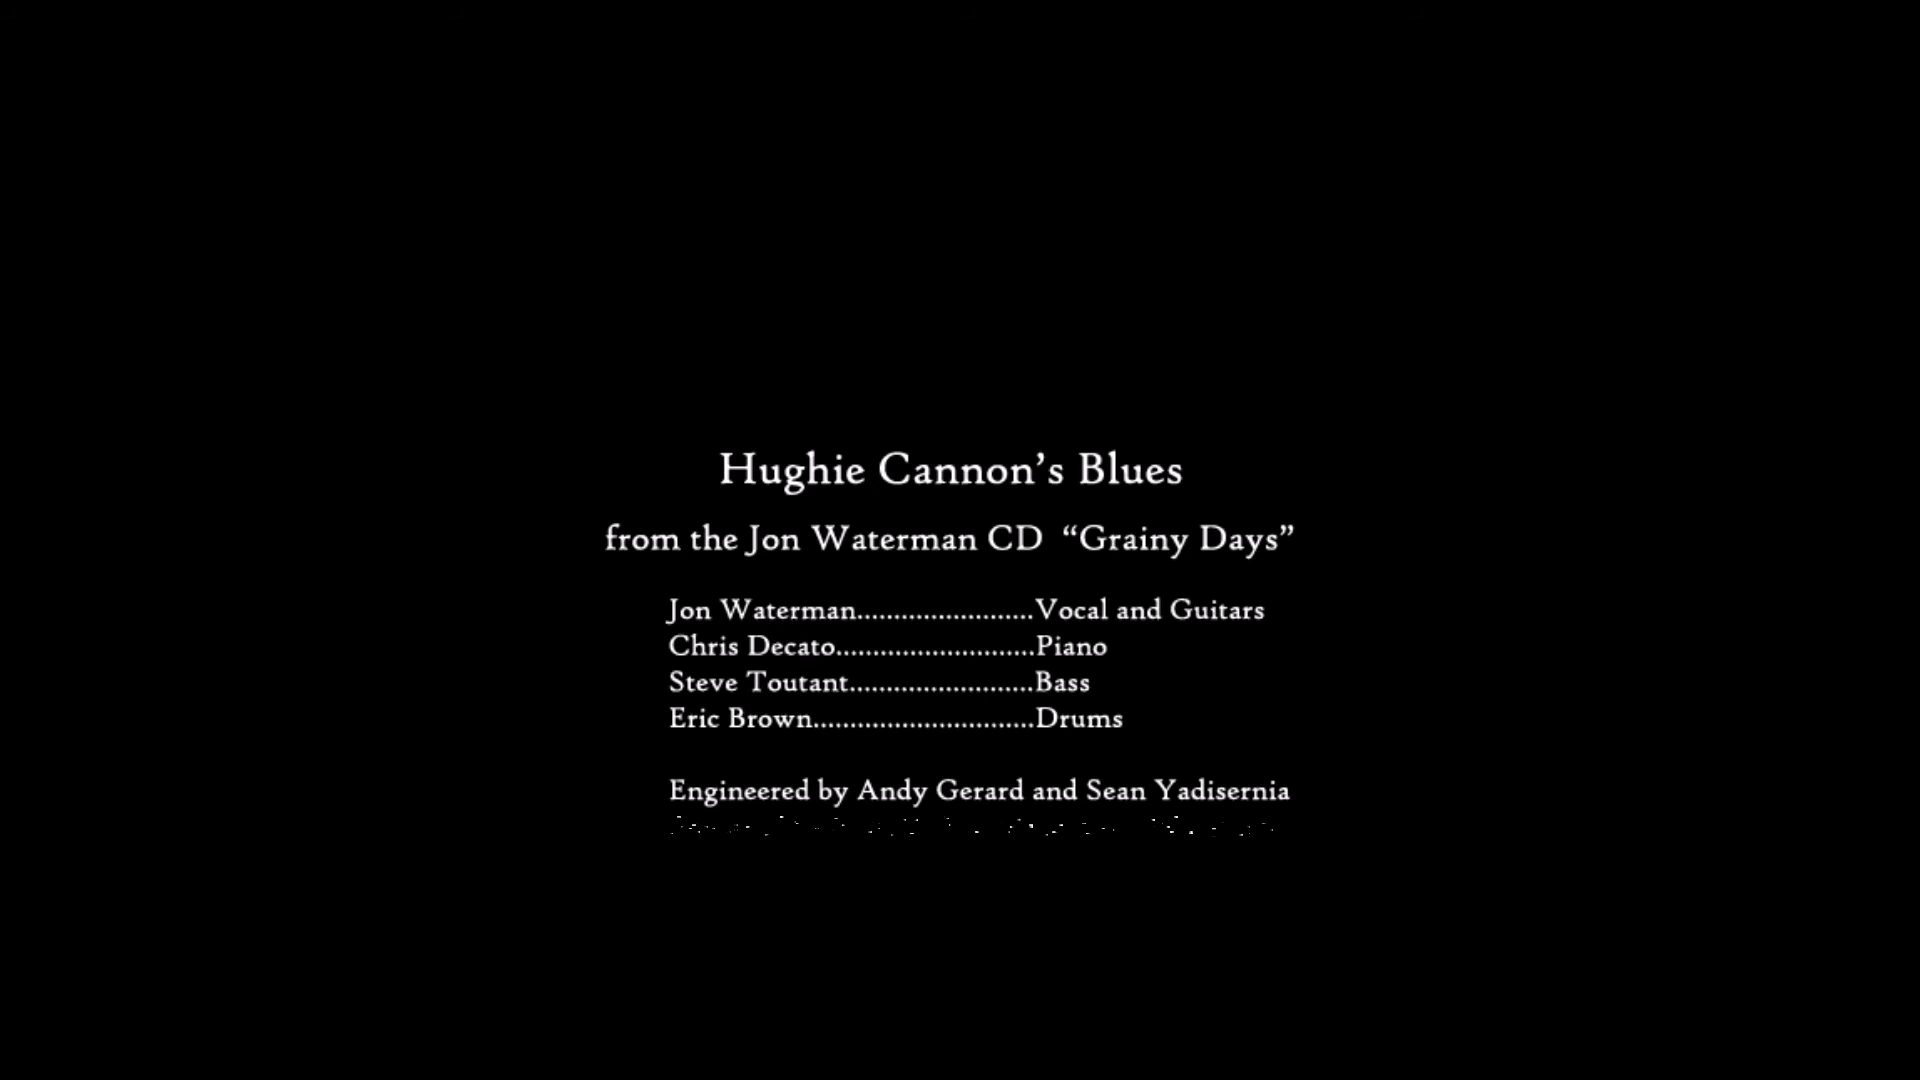 Hughie Cannon’s Blues
from the Jon Waterman CD “Grainy Days”
Jon Waterman........................Vocal and Guitars
Chris Decato...........................Piano
Steve Toutant.........................Bass
Eric Brown..............................Drums
Engineered by Andy Gerard and Sean Yadisernia